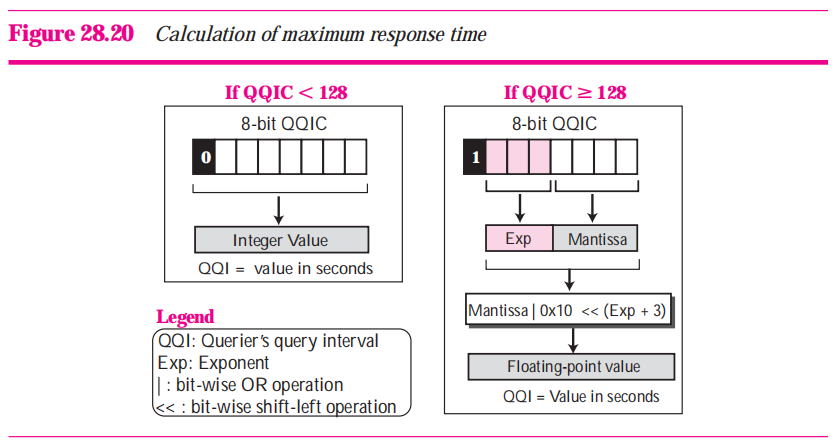 Figure 28.20 Calculation of maximum response time
If QQIC < 128
8-bit QQIC
0
Integer Value
QQI = value in seconds
If QQIC ≥ 128
8-bit QQIC
1
Exp Mantissa
Mantissa | 0x10 << (Exp + 3)
Floating-point value
QQI = Value in seconds
Legend
QQI: Querier's query interval
Exp: Exponent
| : bit-wise OR operation
<< : bit-wise shift-left operation